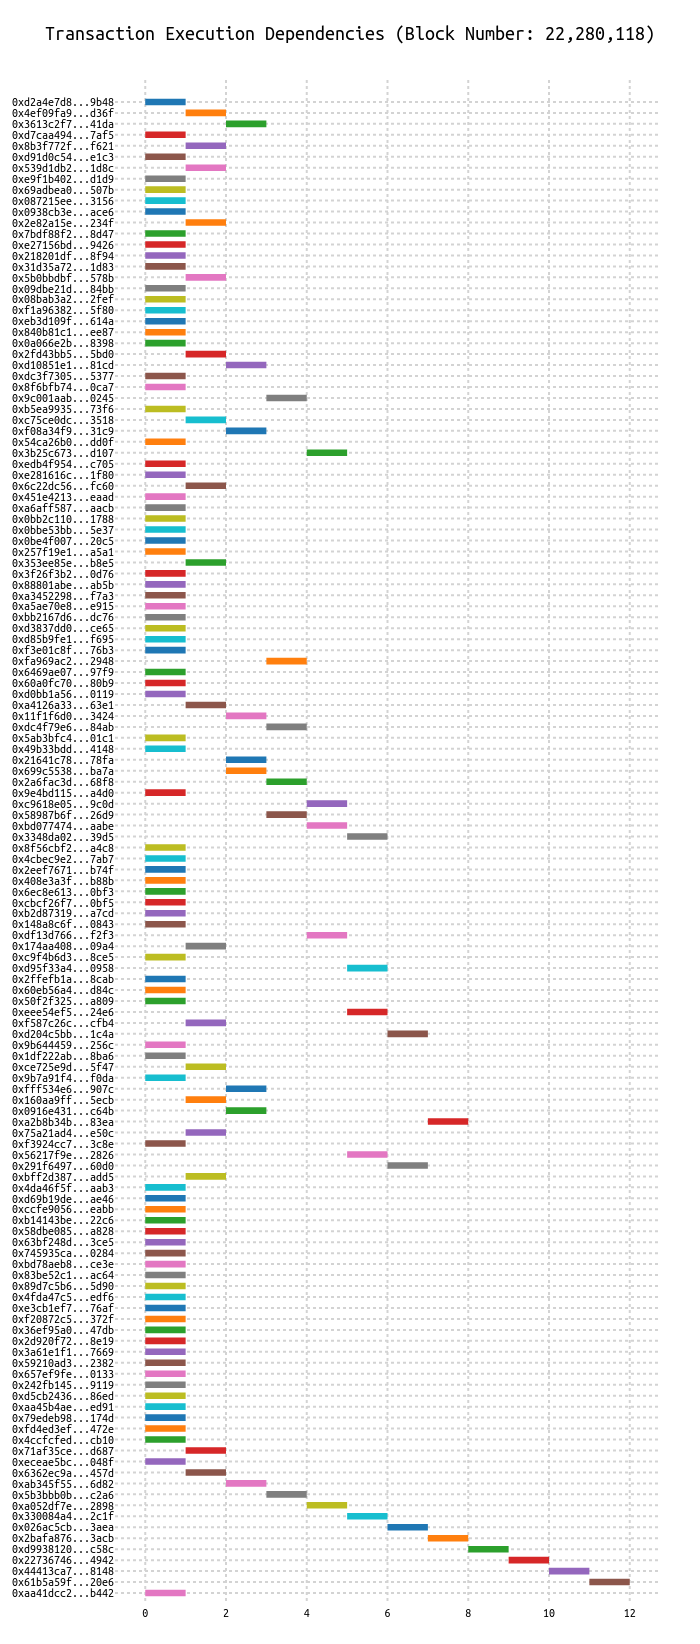 Transaction Execution Dependencies (Block Number: 22,280,118)
0xd2a4e7d8...9b48
0x4ef09fa9...d36f
0x3613c2f7...41da
0xd7caa494...7af5
0x8b3f772f...f621
0xd91d0c54...e1c3
0x539d1db2...1d8c
0xe9f1b402...d1d9
0x69adbea0...507b
0x087215ee...3156
0x0938cb3e...ace6
0x2e82a15e...234f
0x7bdf88f2...8d47
0xe27156bd...9426
0x218201df...8f94
0x31d35a72...1d83
0x5b0bbdbf...578b
0x09dbe21d...84bb
0x08bab3a2...2fef
0xf1a96382...5f80
0xeb3d109f...614a
0x840b81c1...ee87
0x0a066e2b...8398
0x2fd43bb5...5bd0
0xd10851e1...81cd
0xdc3f7305...5377
0x8f6bfb74...0ca7
0x9c001aab...0245
0xb5ea9935...73f6
0xc75ce0dc...3518
0xf08a34f9...31c9
0x54ca26b0...dd0f
0x3b25c673...d107
0xedb4f954...c705
0xe281616c...1f80
0x6c22dc56...fc60
0x451e4213...eaad
0xa6aff587...aacb
0x0bb2c110...1788
0x0bbe53bb...5e37
0x0be4f007...20c5
0x257f19e1...a5a1
0x353ee85e...b8e5
0x3f26f3b2...0d76
0x88801abe...ab5b
0xa3452298...f7a3
0xa5ae70e8...e915
0xbb2167d6...dc76
0xd3837dd0...ce65
0xd85b9fe1...f695
0xf3e01c8f...76b3
0xfa969ac2...2948
0x6469ae07...97f9
0x60a0fc70...80b9
0xd0bb1a56...0119
0xa4126a33...63e1
0x11f1f6d0...3424
0xdc4f79e6...84ab
0x5ab3bfc4...01c1
0x49b33bdd...4148
0x21641c78...78fa
0x699c5538...ba7a
0x2a6fac3d...68f8
0x9e4bd115...a4d0
0xc9618e05...9c0d
0x58987b6f...26d9
0xbd077474...aabe
0x3348da02...39d5
0x8f56cbf2...a4c8
0x4cbec9e2...7ab7
0x2eef7671...b74f
0x408e3a3f...b88b
0x6ec8e613...0bf3
0xcbcf26f7...0bf5
0xb2d87319...a7cd
0x148a8c6f...0843
0xdf13d766...f2f3
0x174aa408...09a4
0xc9f4b6d3...8ce5
0xd95f33a4...0958
0x2ffefb1a...8cab
0x60eb56a4...d84c
0x50f2f325...a809
0xeee54ef5...24e6
0xf587c26c...cfb4
0xd204c5bb...1c4a
0x9b644459...256c
0x1df222ab...8ba6
0xce725e9d...5f47
0x9b7a91f4...f0da
0xfff534e6...907c
0x160aa9ff...5ecb
0x0916e431...c64b
0xa2b8b34b...83ea
0x75a21ad4...e50c
0xf3924cc7...3c8e
0x56217f9e...2826
0x291f6497...60d0
0xbff2d387...add5
0x4da46f5f...aab3
0xd69b19de...ae46
0xccfe9056...eabb
0xb14143be...22c6
0x58dbe085...a828
0x63bf248d...3ce5
0x745935ca...0284
0xbd78aeb8...ce3e
0x83be52c1...ac64
0x89d7c5b6...5d90
0x4fda47c5...edf6
0xe3cb1ef7...76af
0xf20872c5...372f
0x36ef95a0...47db
0x2d920f72...8e19
0x3a61e1f1...7669
0x59210ad3...2382
0x657ef9fe...0133
0x242fb145...9119
0xd5cb2436...86ed
0xaa45b4ae...ed91
0x79edeb98...174d
0xfd4ed3ef...472e
0x4ccfcfed...cb10
0x71af35ce...d687
0xeceae5bc...048f
0x6362ec9a...457d
0xab345f55...6d82
0x5b3bbb0b...c2a6
0xa052df7e...2898
0x330084a4...2c1f
0x026ac5cb...3aea
0x2bafa876...3acb
0xd9938120...c58c
0x22736746...4942
0x44413ca7...8148
0x61b5a59f...20e6
0xaa41dcc2...b442
0 2 4 6 8 10 12